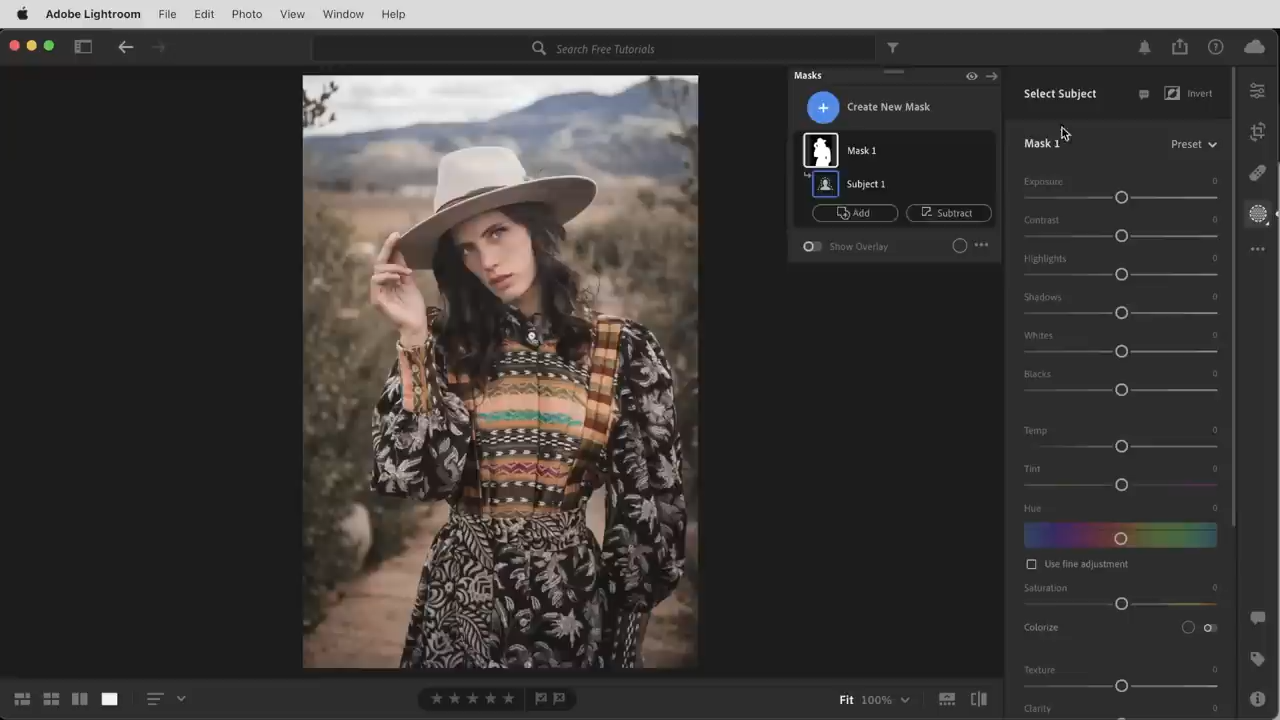 Adobe Lightroom File Edit Photo View Window Help
Search Free Tutorials
Masks
Create New Mask
Mask 1
Subject 1
Add Subtract
Show Overlay
Select Subject Invert
Mask 1 Preset
Exposure 0
Contrast 0
Highlights 0
Shadows 0
Whites 0
Blacks 0
Temp 0
Tint 0
Hue 0
Use fine adjustment
Saturation 0
Colorize
Texture 0
Clarity 0
Fit 100%